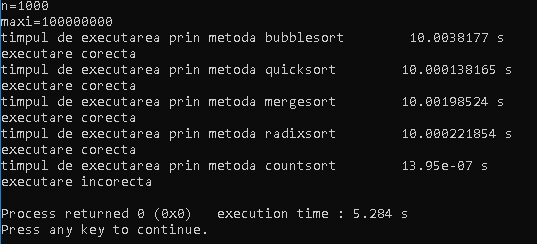 n=1000
maxi=100000000
timpul de executarea prin metoda bubblesort        10.0038177 s
executare corecta
timpul de executarea prin metoda quicksort        10.000138165 s
executare corecta
timpul de executarea prin metoda mergesort        10.00198524 s
executare corecta
timpul de executarea prin metoda radixsort        10.000221854 s
executare corecta
timpul de executarea prin metoda countsort        13.95e-07 s
executare incorecta
Process returned 0 (0x0)   execution time : 5.284 s
Press any key to continue.